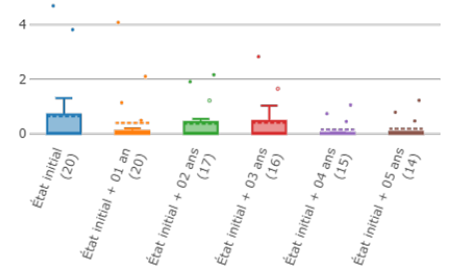 4
2
0
État initial
(20)
État initial + 01 an
(20)
État initial + 02 ans
(17)
État initial + 03 ans
(16)
État initial + 04 ans
(15)
État initial + 05 ans
(14)